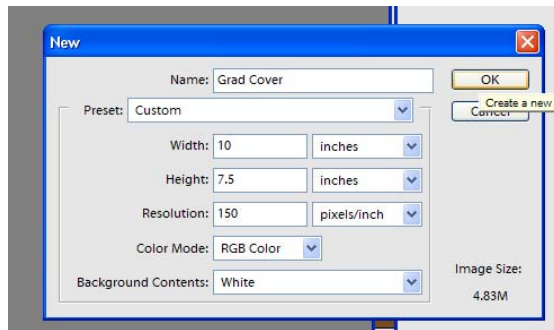 New
Name: Grad Cover
OK
Preset: Custom
Create a new
Cancel
Width: 10 inches
Height: 7.5 inches
Resolution: 150 pixels/inch
Color Mode: RGB Color
Background Contents: White
Image Size:
4.83M